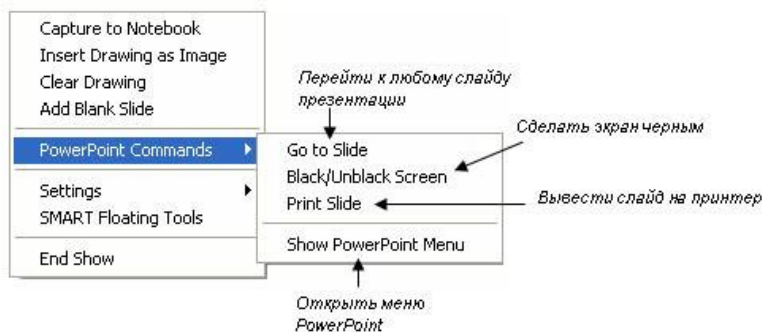 Capture to Notebook
Insert Drawing as Image
Clear Drawing
Add Blank Slide
PowerPoint Commands
Settings
SMART Floating Tools
End Show
Перейти к любому слайду
презентации
Сделать экран черным
Go to Slide
Black/Unblack Screen
Print Slide
Вывести слайд на принтер
Show PowerPoint Menu
Открыть меню
PowerPoint